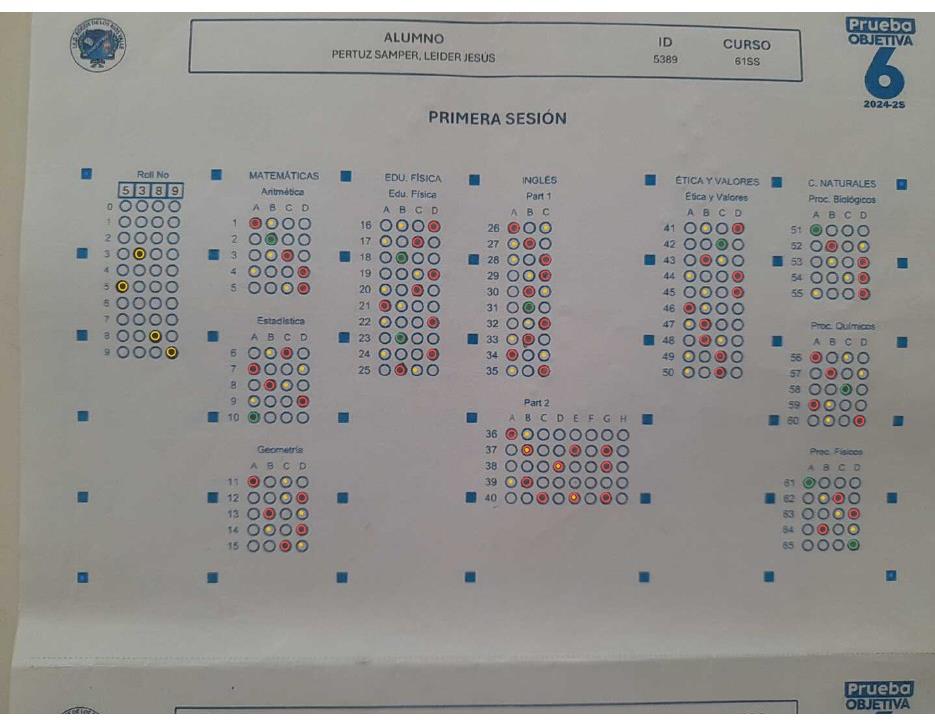 Prueba
OBJETIVA
6
2024-2S
ALUMNO
PERTUZ SAMPER, LEIDER JESÚS
ID
5389
CURSO
61SS
PRIMERA SESIÓN
Roll No
5 3 8 9
0
1
2
3
4
5
6
7
8
9
MATEMÁTICAS
Aritmética
A B C D
1
2
3
4
5
Estadística
A B C D
6
7
8
9
10
Geometría
A B C D
11
12
13
14
15
EDU. FÍSICA
Edu. Física
A B C D
16
17
18
19
20
21
22
23
24
25
INGLÉS
Part 1
A B C
26
27
28
29
30
31
32
33
34
35
Part 2
A B C D E F G H
36
37
38
39
40
ÉTICA Y VALORES
Ética y Valores
A B C D
41
42
43
44
45
46
47
48
49
50
C. NATURALES
Proc. Biológicos
A B C D
51
52
53
54
55
Proc. Químicos
A B C D
56
57
58
59
60
Proc. Físicos
A B C D
61
62
63
64
65
Prueba
OBJETIVA